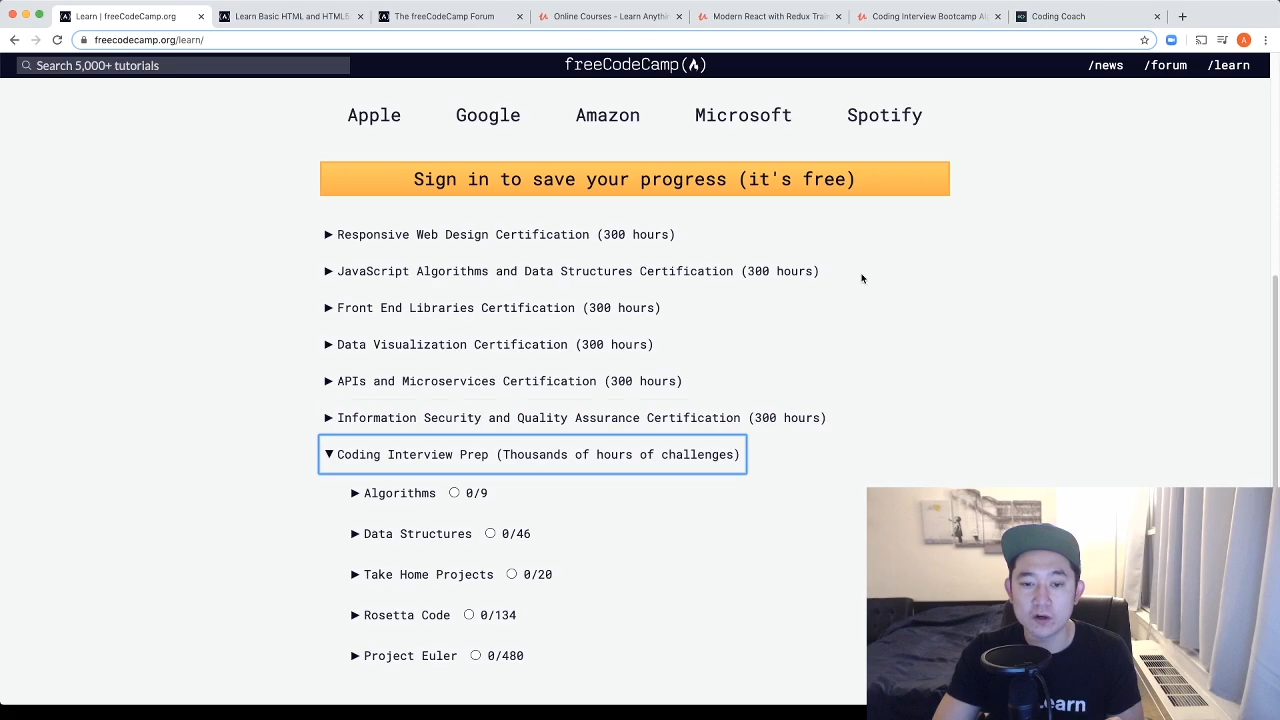 Learn | freeCodeCamp.org
Learn Basic HTML and HTML5:
The freeCodeCamp Forum
Online Courses - Learn Anythin
Modern React with Redux Train
Coding Interview Bootcamp Al
Coding Coach
freecodecamp.org/learn/
A
Search 5,000+ tutorials
freeCodeCamp
/news
/forum
/learn
Apple
Google
Amazon
Microsoft
Spotify
Sign in to save your progress (it's free)
Responsive Web Design Certification (300 hours)
JavaScript Algorithms and Data Structures Certification (300 hours)
Front End Libraries Certification (300 hours)
Data Visualization Certification (300 hours)
APIs and Microservices Certification (300 hours)
Information Security and Quality Assurance Certification (300 hours)
Coding Interview Prep (Thousands of hours of challenges)
Algorithms 0/9
Data Structures 0/46
Take Home Projects 0/20
Rosetta Code 0/134
Project Euler 0/480